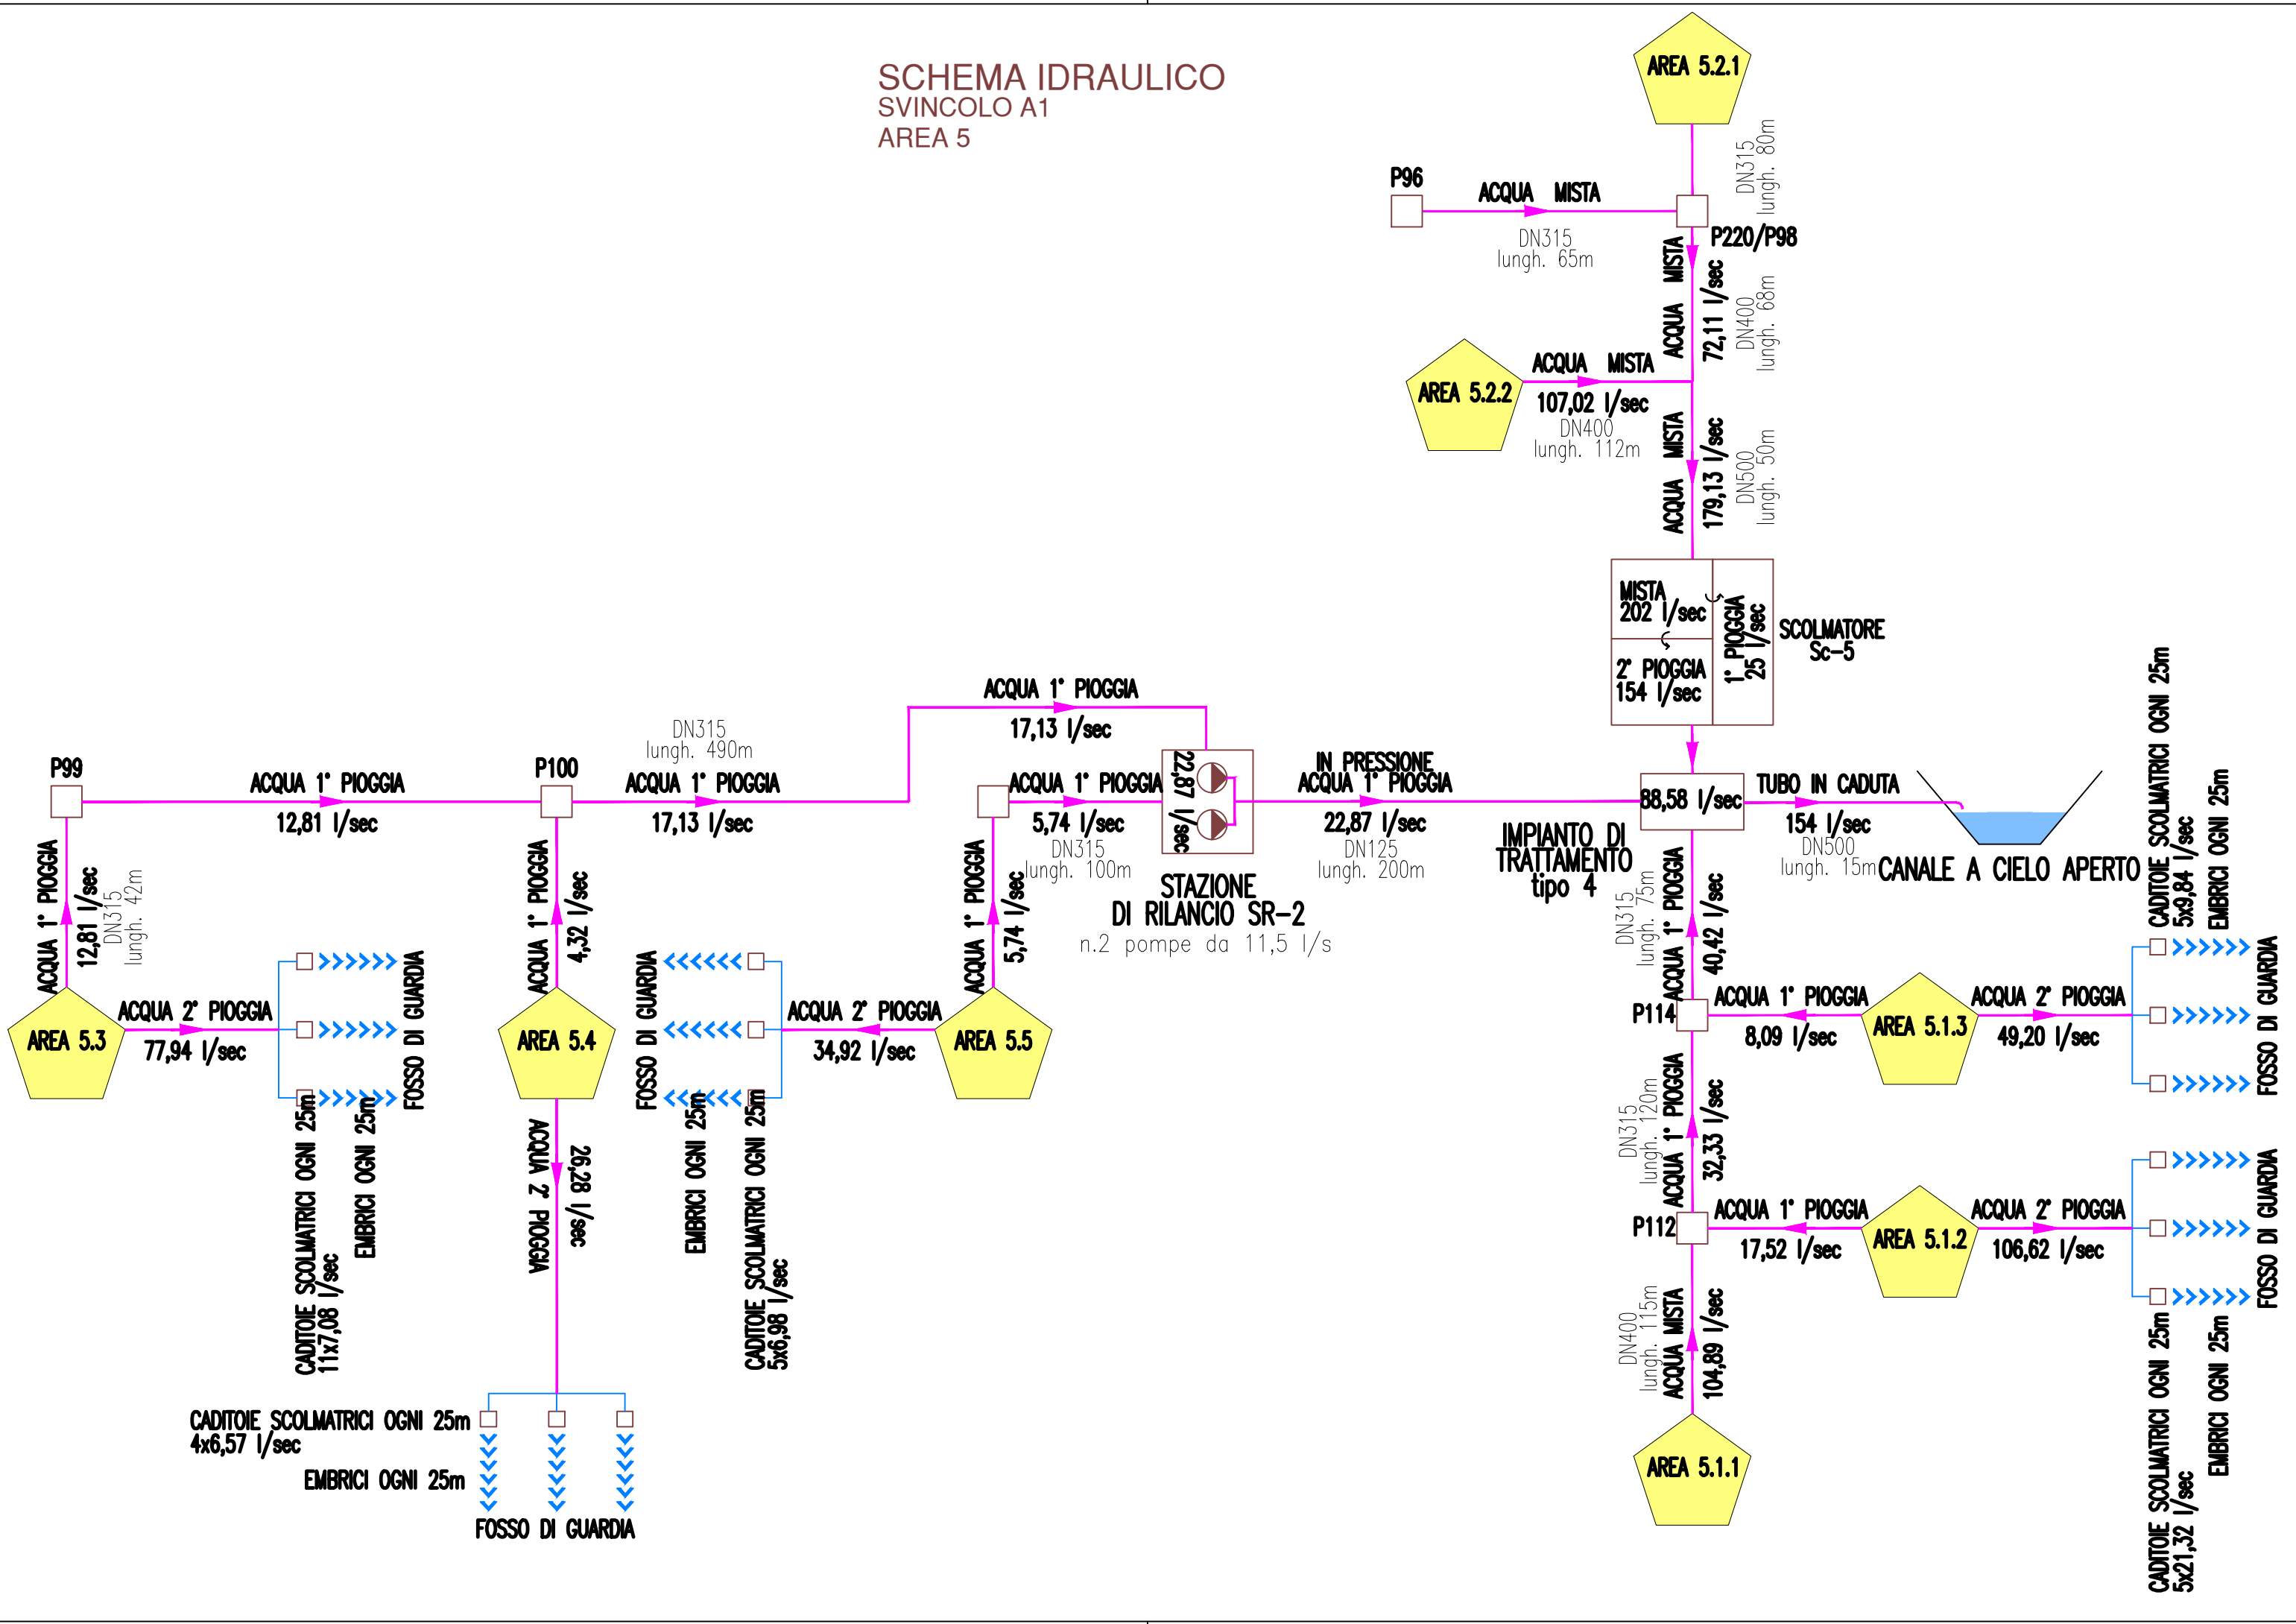 SCHEMA IDRAULICO
SVINCOLO A1
AREA 5
AREA 5.2.1
DN315
lungh. 80m
P96
ACQUA MISTA
DN315
lungh. 65m
P220/P98
ACQUA MISTA
72,11 l/sec
DN400
lungh. 68m
ACQUA MISTA
AREA 5.2.2
ACQUA MISTA
107,02 l/sec
DN400
lungh. 112m
ACQUA MISTA
179,13 l/sec
DN500
lungh. 50m
ACQUA MISTA
MISTA
202 l/sec
2° PIOGGIA
154 l/sec
1° PIOGGIA
25 l/sec
SCOLMATORE
Sc-5
ACQUA 1° PIOGGIA
17,13 l/sec
P99
ACQUA 1° PIOGGIA
12,81 l/sec
P100
DN315
lungh. 490m
ACQUA 1° PIOGGIA
17,13 l/sec
ACQUA 1° PIOGGIA
5,74 l/sec
DN315
lungh. 100m
22,87 l/sec
STAZIONE
DI RILANCIO SR-2
n.2 pompe da 11,5 l/s
IN PRESSIONE
ACQUA 1° PIOGGIA
22,87 l/sec
DN125
lungh. 200m
88,58 l/sec
IMPIANTO DI
TRATTAMENTO
tipo 4
TUBO IN CADUTA
154 l/sec
DN500
lungh. 15m
CANALE A CIELO APERTO
ACQUA 1° PIOGGIA
12,81 l/sec
DN315
lungh. 42m
AREA 5.3
ACQUA 2° PIOGGIA
77,94 l/sec
FOSSO DI GUARDIA
CADITOIE SCOLMATRICI OGNI 25m
11x7,08 l/sec
EMBRICI OGNI 25m
ACQUA 1° PIOGGIA
4,32 l/sec
AREA 5.4
ACQUA 2° PIOGGIA
26,28 l/sec
CADITOIE SCOLMATRICI OGNI 25m
4x6,57 l/sec
EMBRICI OGNI 25m
FOSSO DI GUARDIA
FOSSO DI GUARDIA
ACQUA 2° PIOGGIA
34,92 l/sec
AREA 5.5
ACQUA 1° PIOGGIA
5,74 l/sec
EMBRICI OGNI 25m
CADITOIE SCOLMATRICI OGNI 25m
5x6,98 l/sec
DN315
lungh. 75m
ACQUA 1° PIOGGIA
40,42 l/sec
P114
ACQUA 1° PIOGGIA
8,09 l/sec
AREA 5.1.3
ACQUA 2° PIOGGIA
49,20 l/sec
CADITOIE SCOLMATRICI OGNI 25m
5x9,84 l/sec
EMBRICI OGNI 25m
FOSSO DI GUARDIA
DN315
lungh. 120m
ACQUA 1° PIOGGIA
32,33 l/sec
P112
ACQUA 1° PIOGGIA
17,52 l/sec
AREA 5.1.2
ACQUA 2° PIOGGIA
106,62 l/sec
FOSSO DI GUARDIA
CADITOIE SCOLMATRICI OGNI 25m
5x21,32 l/sec
EMBRICI OGNI 25m
DN400
lungh. 115m
ACQUA MISTA
104,89 l/sec
AREA 5.1.1